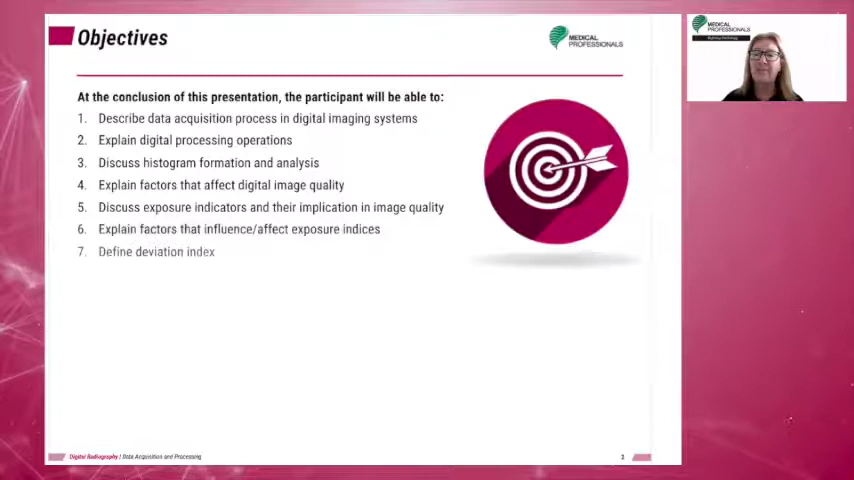 Objectives
MEDICAL
PROFESSIONALS
At the conclusion of this presentation, the participant will be able to:
1. Describe data acquisition process in digital imaging systems
2. Explain digital processing operations
3. Discuss histogram formation and analysis
4. Explain factors that affect digital image quality
5. Discuss exposure indicators and their implication in image quality
6. Explain factors that influence/affect exposure indices
7. Define deviation index
Digital Radiography | Data Acquisition and Processing
2
MEDICAL
PROFESSIONALS